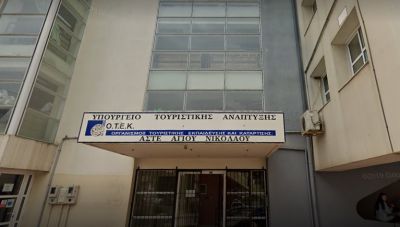 ΥΠΟΥΡΓΕΙΟ ΤΟΥΡΙΣΤΙΚΗΣ ΑΝΑΠΤΥΞΗΣ
Ο.Τ.Ε.Κ.
ΟΡΓΑΝΙΣΜΟΣ ΤΟΥΡΙΣΤΙΚΗΣ ΕΚΠΑΙΔΕΥΣΗΣ ΚΑΙ ΚΑΤΑΡΤΙΣΗΣ
ΑΣΤΕ ΑΓΙΟΥ ΝΙΚΟΛΑΟΥ